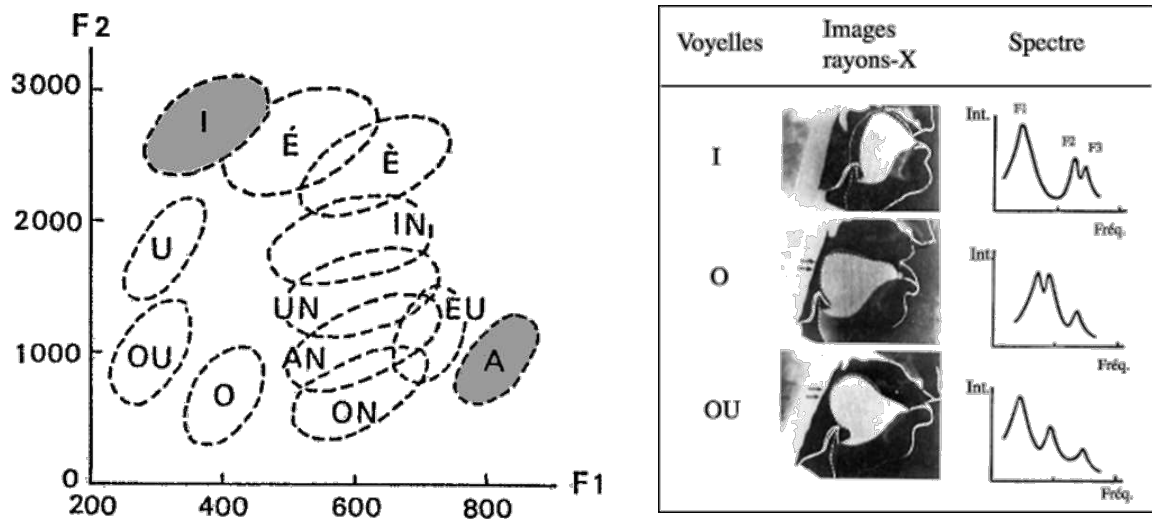 F2
3000
I
É
È
2000
IN
U
UN
EU
1000
OU
AN
A
O
ON
0
F1
200
400
600
800
Voyelles
Images
rayons-X
Spectre
I
Int.
F1
F2
F3
Fréq.
O
Int.
Fréq.
OU
Int.
Fréq.